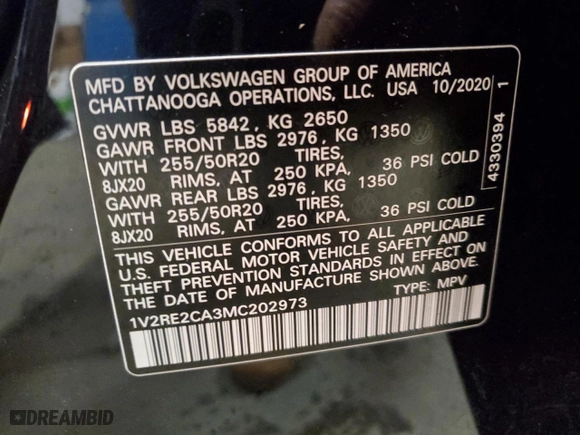 MFD BY VOLKSWAGEN GROUP OF AMERICA
CHATTANOOGA OPERATIONS, LLC. USA 10/2020
GVWR LBS 5842, KG 2650
GAWR FRONT LBS 2976, KG 1350
WITH 255/50R20 TIRES,
8JX20 RIMS, AT 250 KPA, 36 PSI COLD
GAWR REAR LBS 2976, KG 1350
WITH 255/50R20 TIRES,
8JX20 RIMS, AT 250 KPA, 36 PSI COLD
THIS VEHICLE CONFORMS TO ALL APPLICABLE
U.S. FEDERAL MOTOR VEHICLE SAFETY AND
THEFT PREVENTION STANDARDS IN EFFECT ON
THE DATE OF MANUFACTURE SHOWN ABOVE.
TYPE: MPV
1V2RE2CA3MC202973
4330394 1
DREAMBID